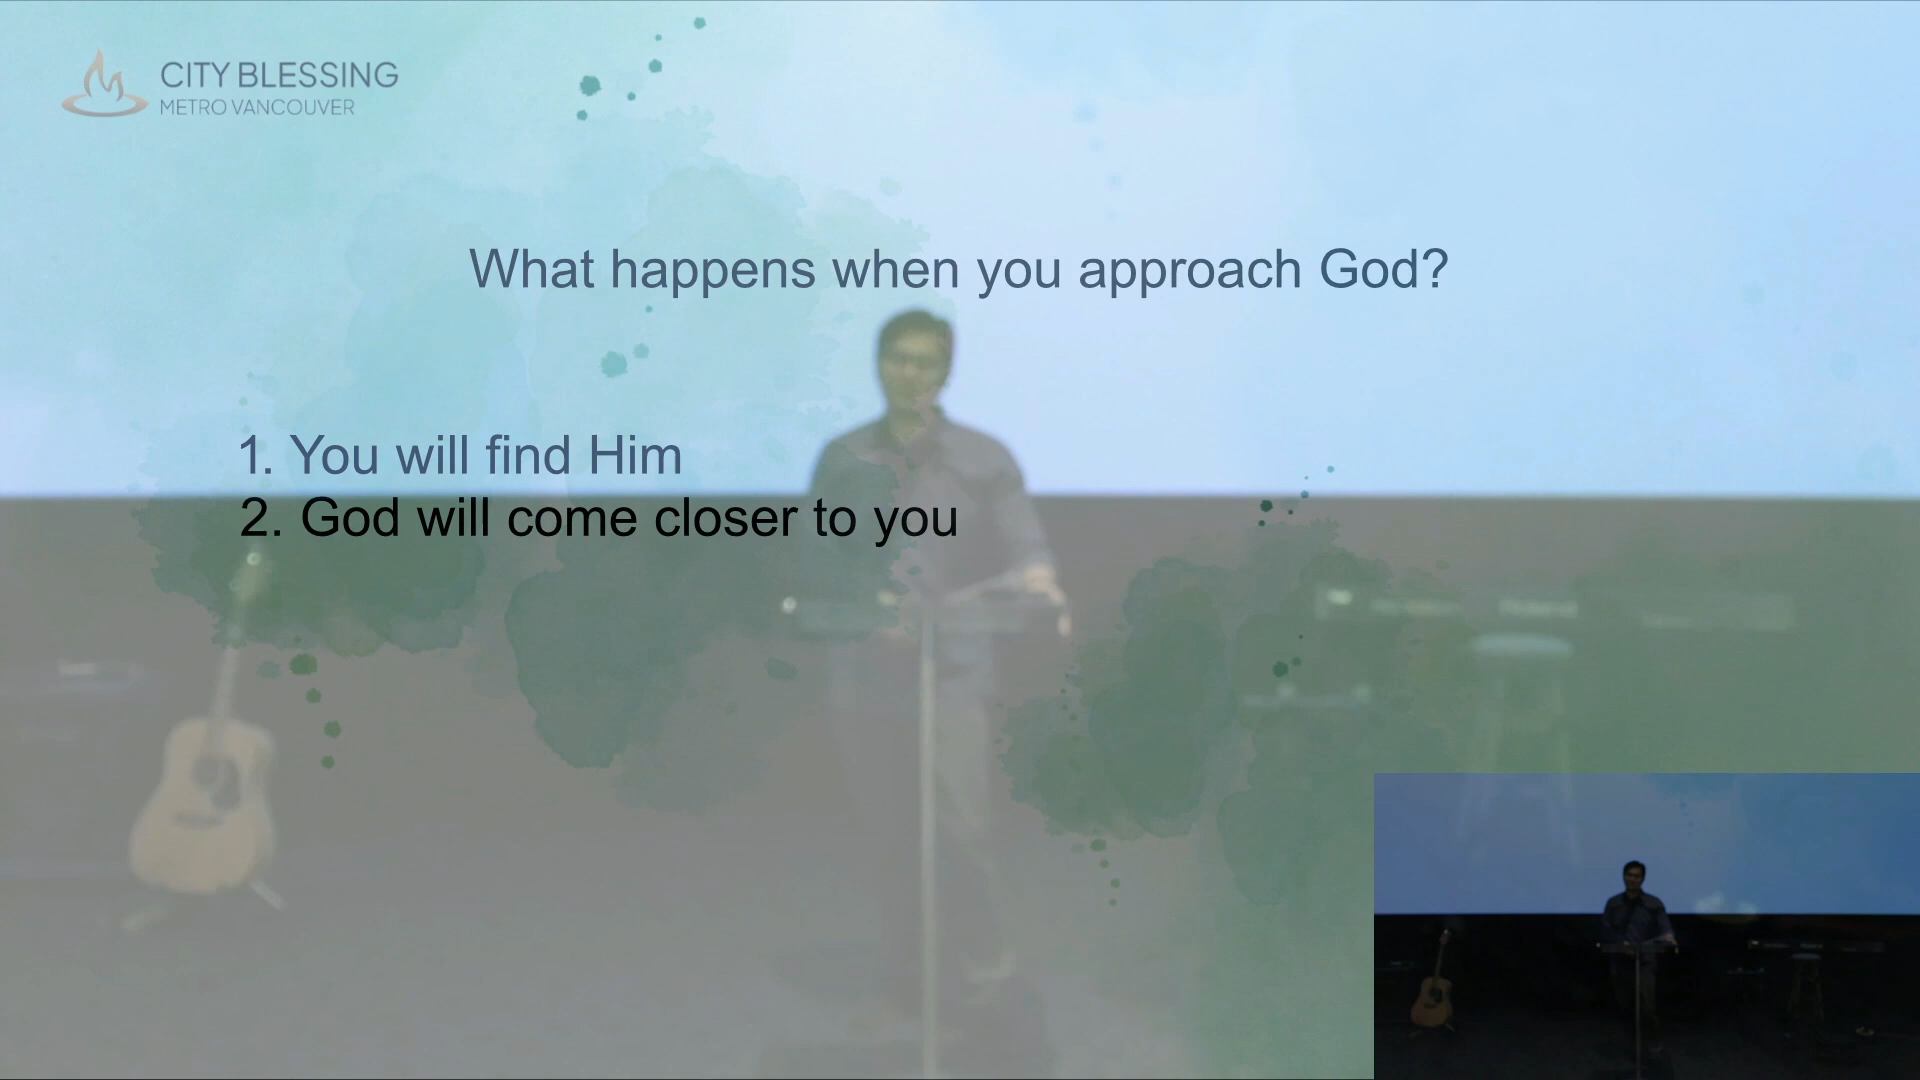 CITY BLESSING
METRO VANCOUVER
What happens when you approach God?
1. You will find Him
2. God will come closer to you